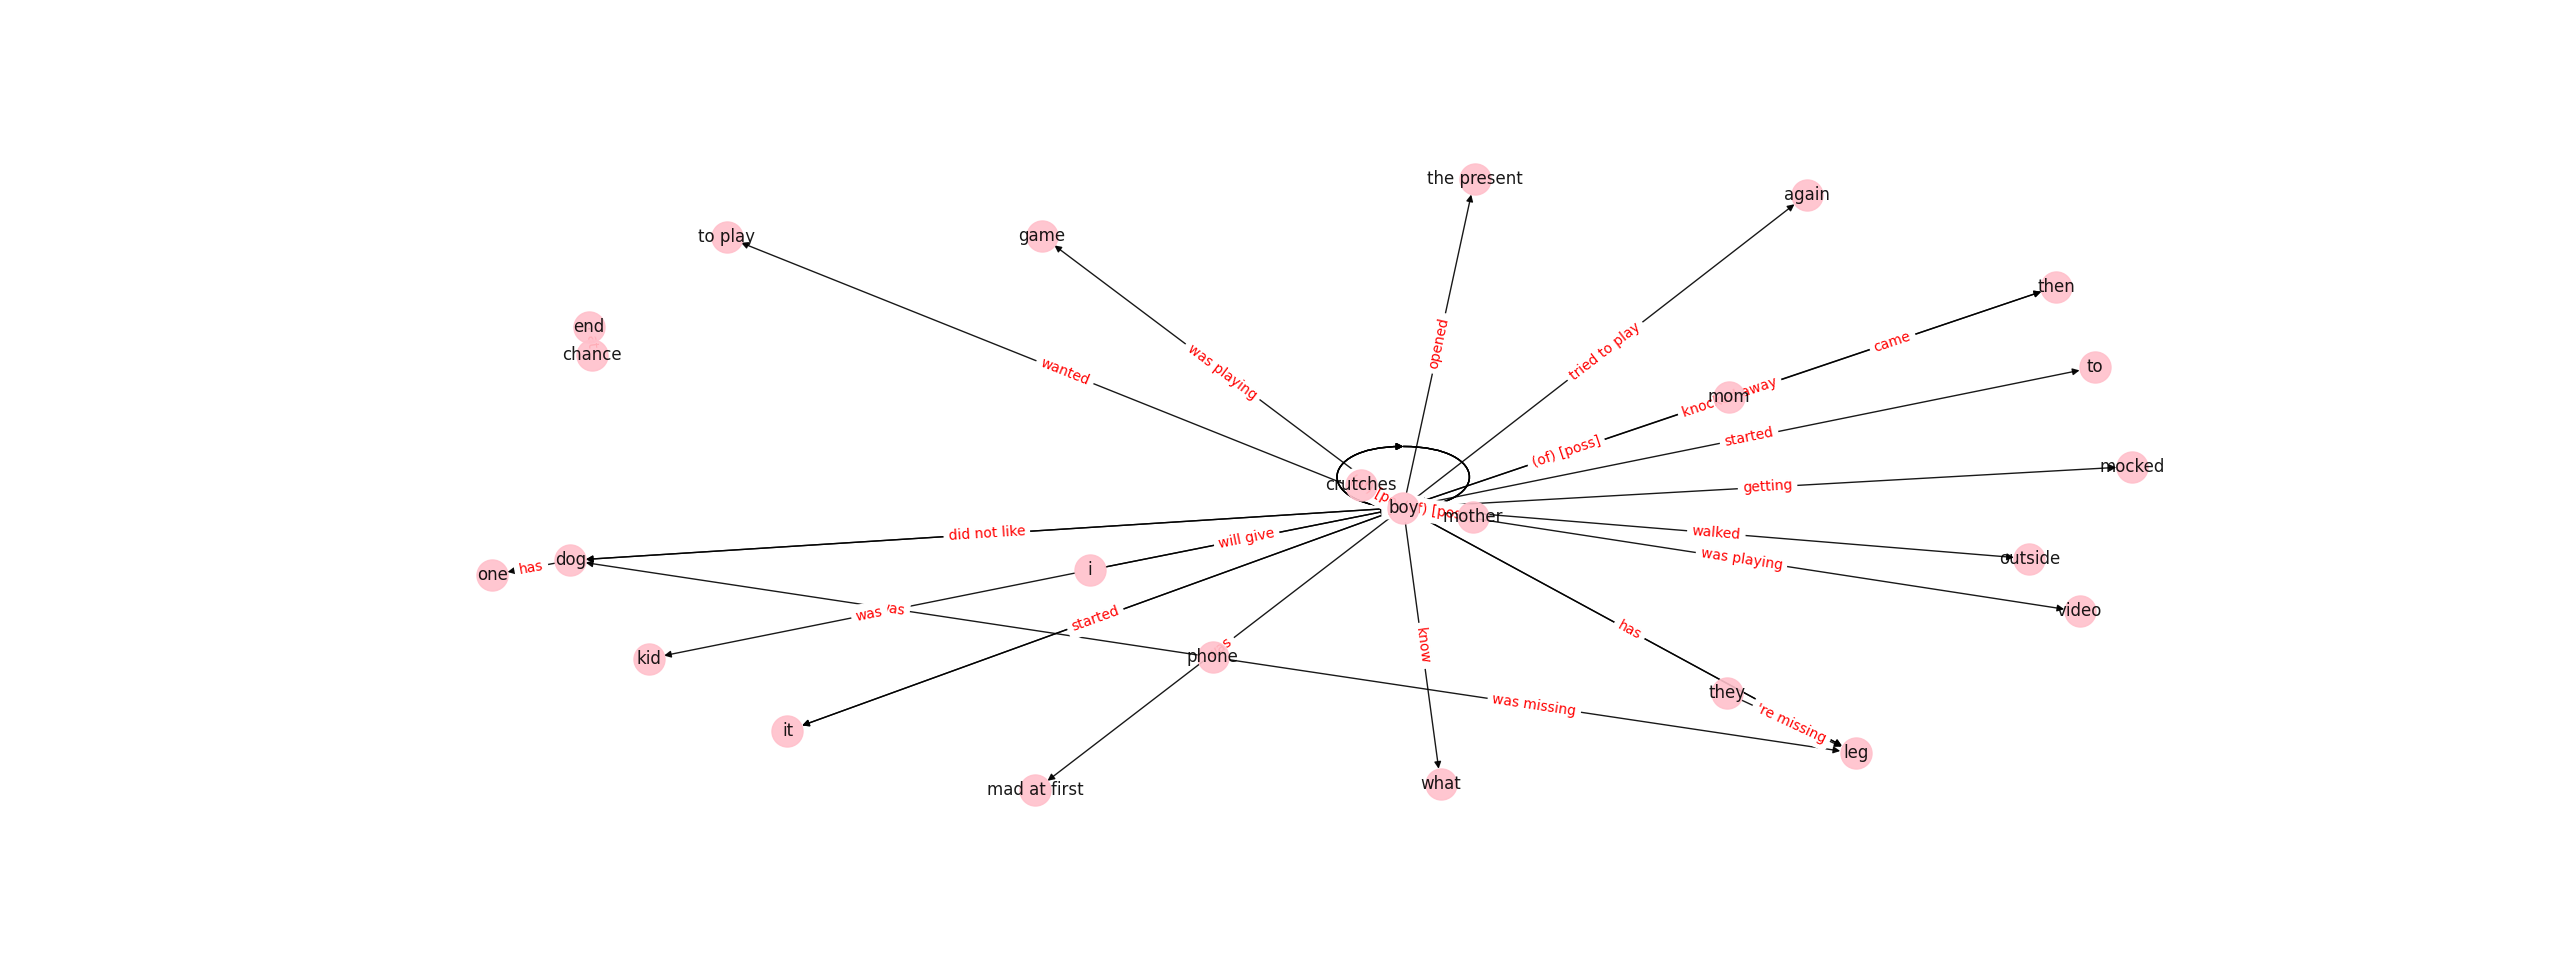 the present
again
to play
game
then
end
opened
tried to play
came
chance
was playing
to
wanted
away
mom
knoc
started
(of) [poss]
mocked
getting
crutches
boy
mother
did not like
walked
outside
will give
was playing
dog
has
one
i
video
was
started
has
know
kid
phone
they
was missing
're missing
it
leg
what
mad at first